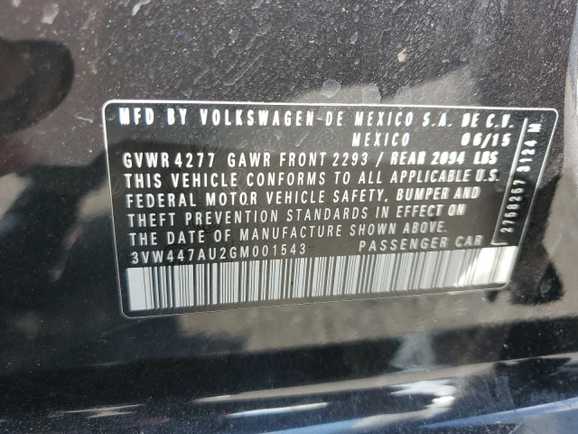 MFD BY VOLKSWAGEN-DE MEXICO S.A. DE C.V.
MEXICO 06/15
GVWR 4277 GAWR FRONT 2293 / REAR 2094 LBS
THIS VEHICLE CONFORMS TO ALL APPLICABLE U.S.
FEDERAL MOTOR VEHICLE SAFETY, BUMPER AND
THEFT PREVENTION STANDARDS IN EFFECT ON
THE DATE OF MANUFACTURE SHOWN ABOVE.
3VW447AU2GM001543 PASSENGER CAR
2758267 3124 M